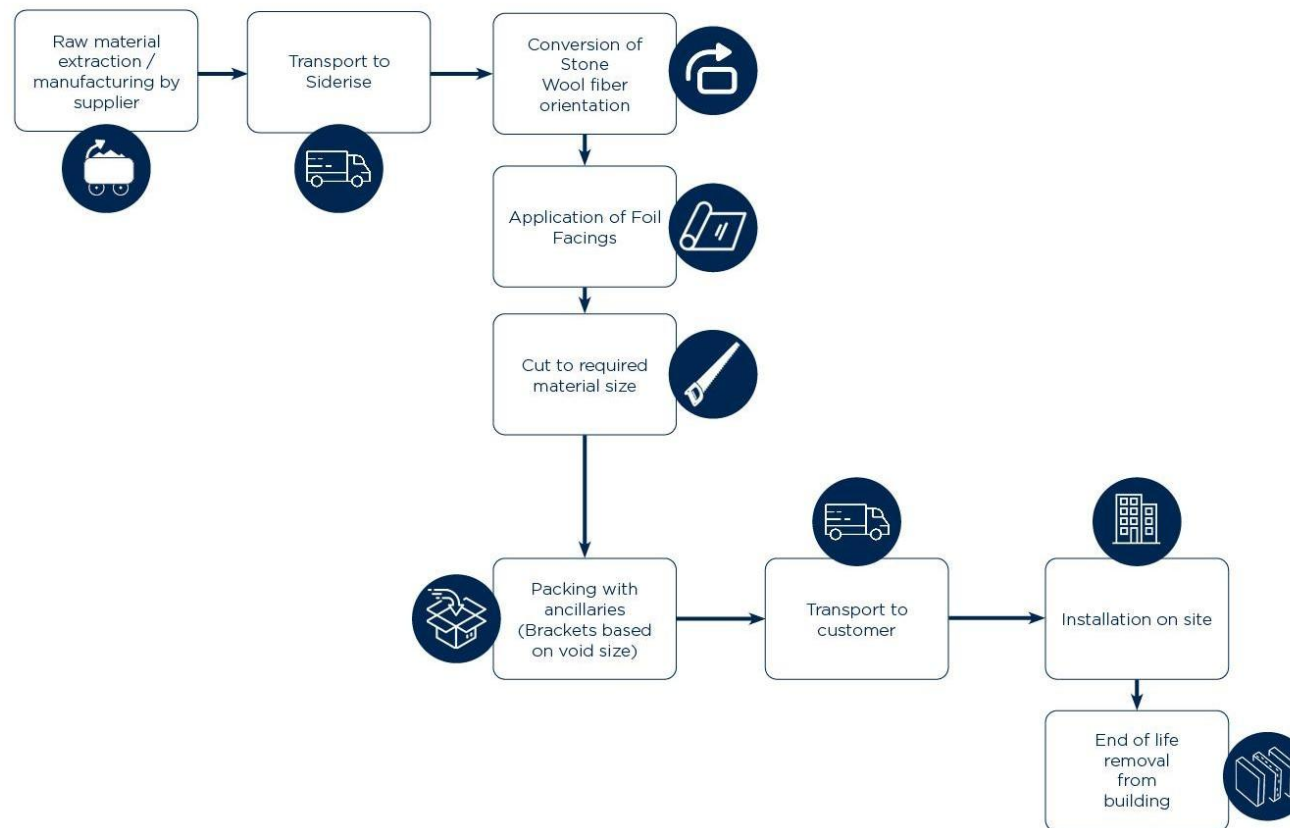 Raw material
extraction /
manufacturing by
supplier
Transport to
Siderise
Conversion of
Stone
Wool fiber
orientation
Application of Foil
Facings
Cut to required
material size
Packing with
ancillaries
(Brackets based
on void size)
Transport to
customer
Installation on site
End of life
removal
from
building